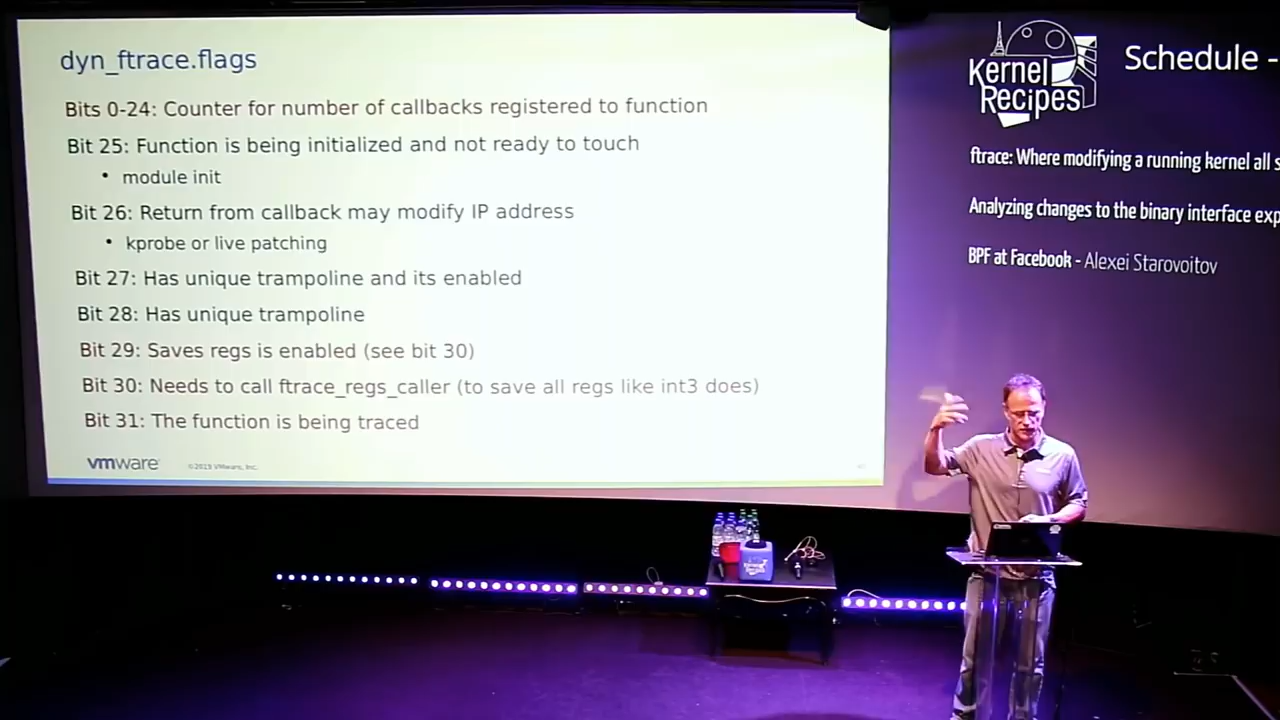 dyn_ftrace.flags
Bits 0-24: Counter for number of callbacks registered to function
Bit 25: Function is being initialized and not ready to touch
• module init
Bit 26: Return from callback may modify IP address
• kprobe or live patching
Bit 27: Has unique trampoline and its enabled
Bit 28: Has unique trampoline
Bit 29: Saves regs is enabled (see bit 30)
Bit 30: Needs to call ftrace_regs_caller (to save all regs like int3 does)
Bit 31: The function is being traced
vmware
©2019 VMware, Inc.
Kernel
Recipes
Schedule -
ftrace: Where modifying a running kernel all s
Analyzing changes to the binary interface exp
BPF at Facebook - Alexei Starovoitov